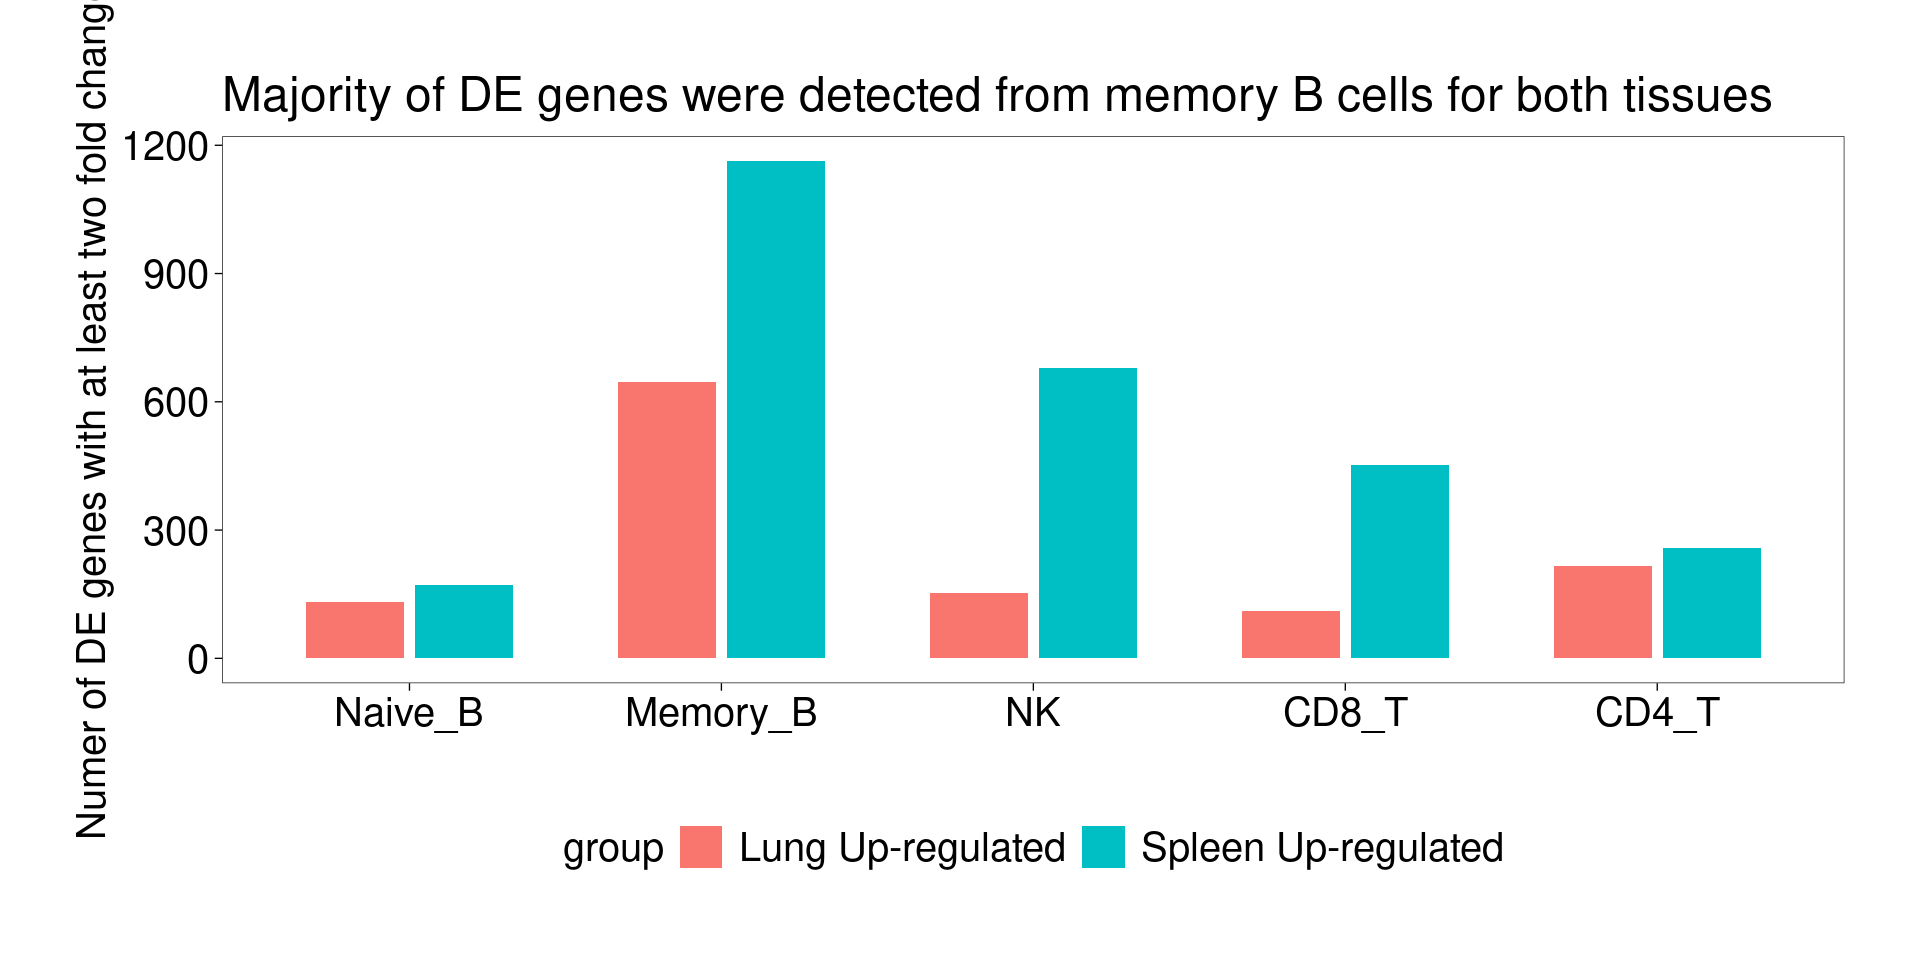 Majority of DE genes were detected from memory B cells for both tissues
Numer of DE genes with at least two fold chang
1200
900
600
300
0
Naive_B Memory_B NK CD8_T CD4_T
group Lung Up-regulated Spleen Up-regulated